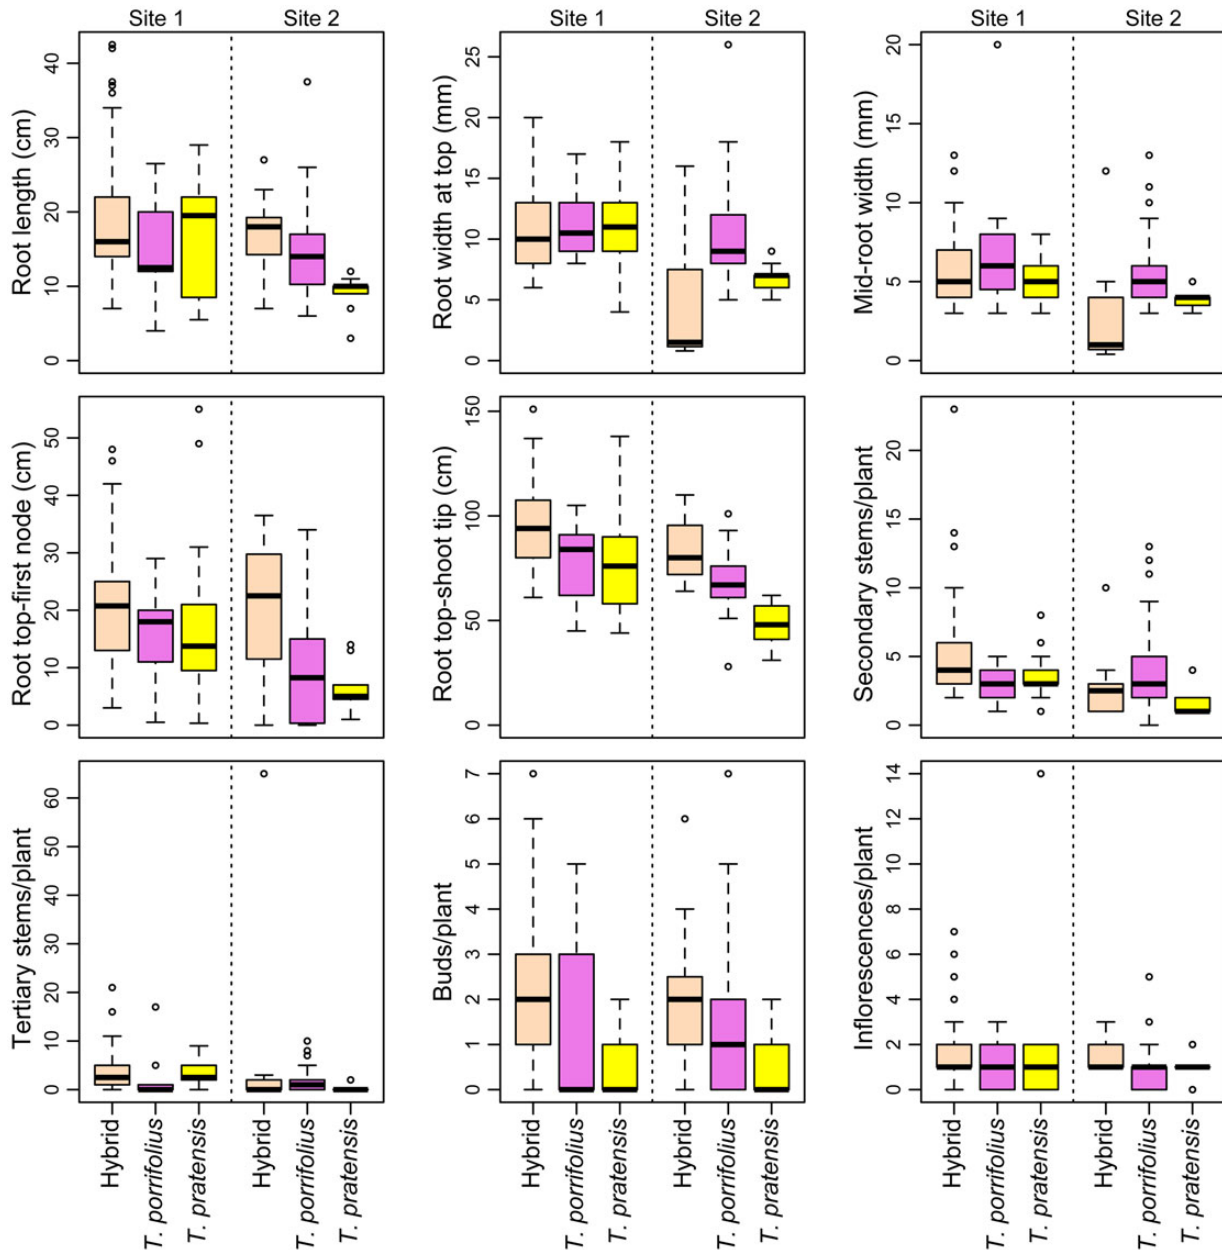 Site 1 Site 2 Site 1 Site 2 Site 1 Site 2
Root length (cm)
0 10 20 30 40
Root width at top (mm)
0 5 10 15 20 25
Mid-root width (mm)
0 5 10 15 20
Root top-first node (cm)
0 10 20 30 40 50
Root top-shoot tip (cm)
0 50 100 150
Secondary stems/plant
0 5 10 15 20
Tertiary stems/plant
0 10 20 30 40 50 60
Buds/plant
0 1 2 3 4 5 6 7
Inflorescences/plant
0 2 4 6 8 10 12 14
Hybrid
T. porrifolius
T. pratensis
Hybrid
T. porrifolius
T. pratensis
Hybrid
T. porrifolius
T. pratensis
Hybrid
T. porrifolius
T. pratensis
Hybrid
T. porrifolius
T. pratensis
Hybrid
T. porrifolius
T. pratensis